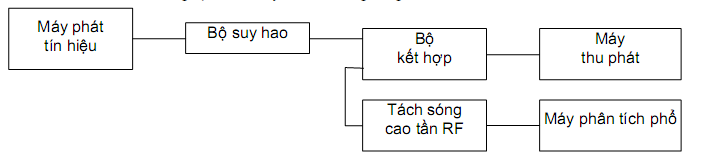 Máy phát
tín hiệu
Bộ suy hao
Bộ
kết hợp
Máy
thu phát
Tách sóng
cao tần RF
Máy phân tích phổ